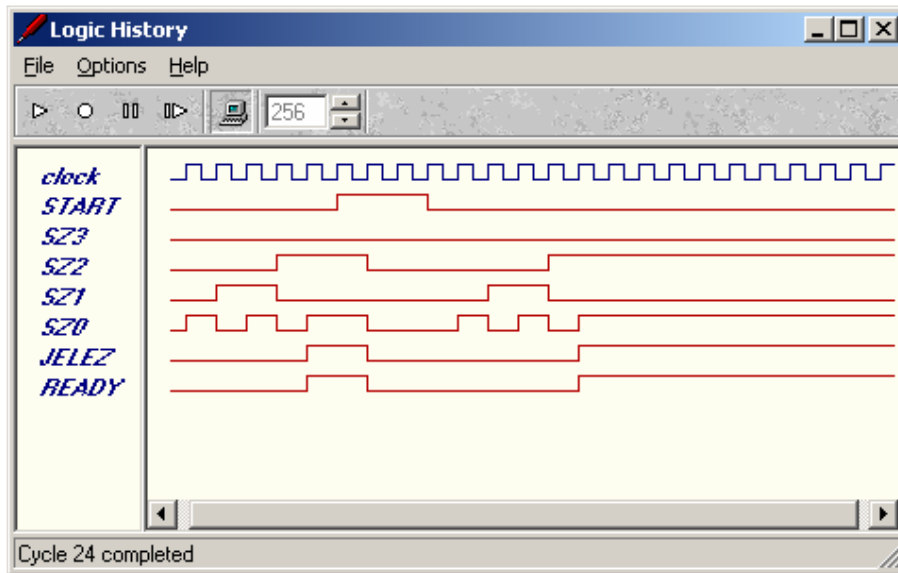 Logic History
File Options Help
256
clock
START
SZ3
SZ2
SZ1
SZ0
JELEZ
READY
Cycle 24 completed